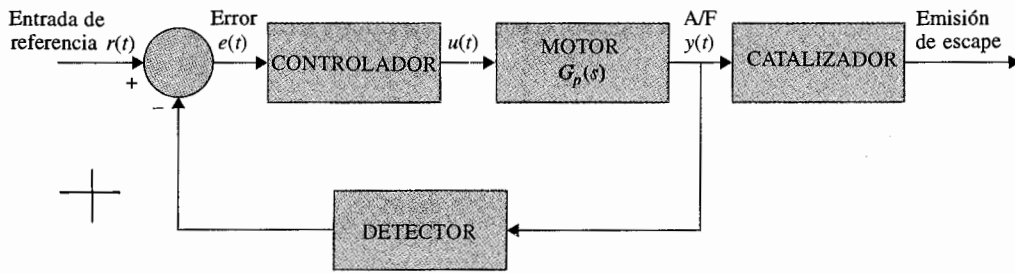 Entrada de
referencia r(t)
Error
e(t)
CONTROLADOR
u(t)
MOTOR
G_p(s)
A/F
y(t)
CATALIZADOR
Emisión
de escape
+
−
DETECTOR